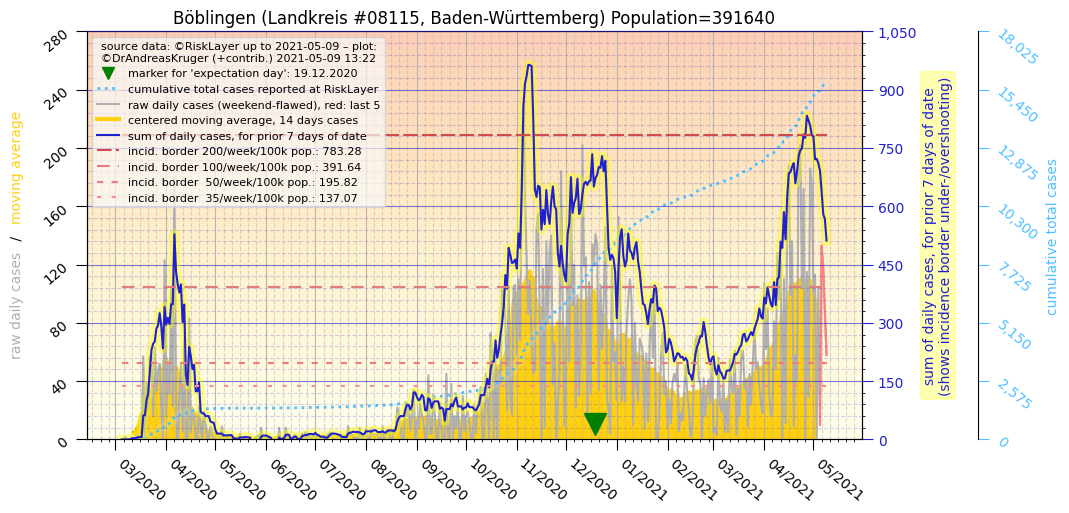 Böblingen (Landkreis #08115, Baden-Württemberg) Population=391640
source data: ©RiskLayer up to 2021-05-09 – plot:
©DrAndreasKruger (+contrib.) 2021-05-09 13:22
marker for 'expectation day': 19.12.2020
cumulative total cases reported at RiskLayer
raw daily cases (weekend-flawed), red: last 5
centered moving average, 14 days cases
sum of daily cases, for prior 7 days of date
incid. border 200/week/100k pop.: 783.28
incid. border 100/week/100k pop.: 391.64
incid. border  50/week/100k pop.: 195.82
incid. border  35/week/100k pop.: 137.07
raw daily cases / moving average
280
240
200
160
120
80
40
0
03/2020
04/2020
05/2020
06/2020
07/2020
08/2020
09/2020
10/2020
11/2020
12/2020
01/2021
02/2021
03/2021
04/2021
05/2021
1,050
900
750
600
450
300
150
0
sum of daily cases, for prior 7 days of date
(shows incidence border under-/overshooting)
18,025
15,450
12,875
10,300
7,725
5,150
2,575
0
cumulative total cases